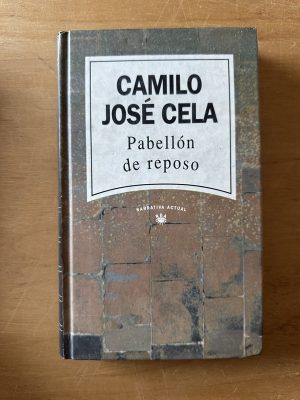 CAMILO
JOSÉ CELA
Pabellón
de reposo
NARRATIVA ACTUAL